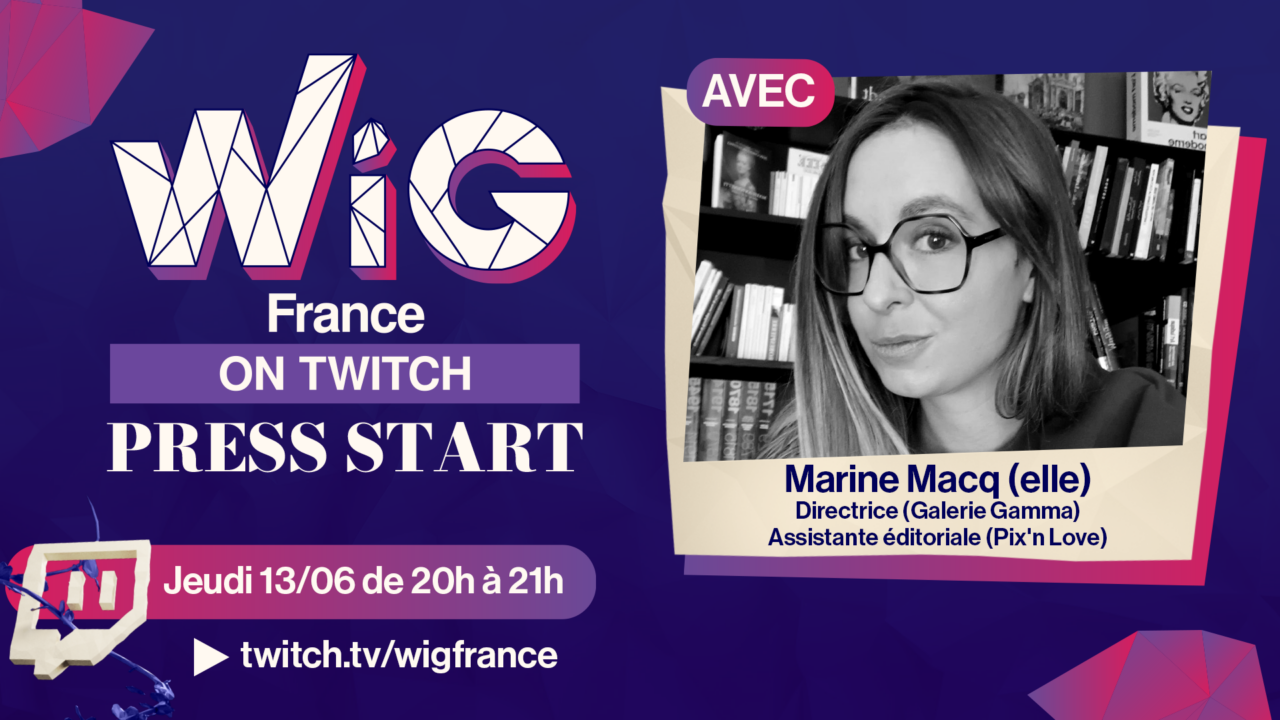 WiG
France
ON TWITCH
PRESS START
Jeudi 13/06 de 20h à 21h
twitch.tv/wigfrance
AVEC
Marine Macq (elle)
Directrice (Galerie Gamma)
Assistante éditoriale (Pix'n Love)